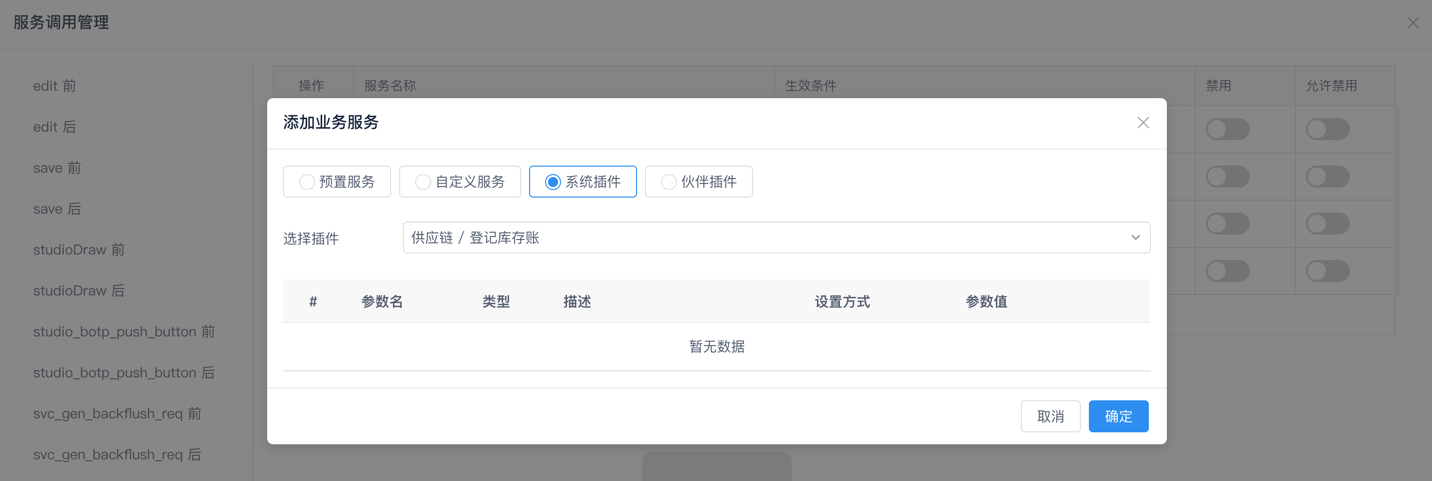 服务调用管理
edit 前
edit 后
save 前
save 后
studioDraw 前
studioDraw 后
studio_botp_push_button 前
studio_botp_push_button 后
svc_gen_backflush_req 前
svc_gen_backflush_req 后
操作 服务名称 生效条件 禁用 允许禁用
添加业务服务
预置服务 自定义服务 系统插件 伙伴插件
选择插件 供应链 / 登记库存账
# 参数名 类型 描述 设置方式 参数值
暂无数据
取消 确定